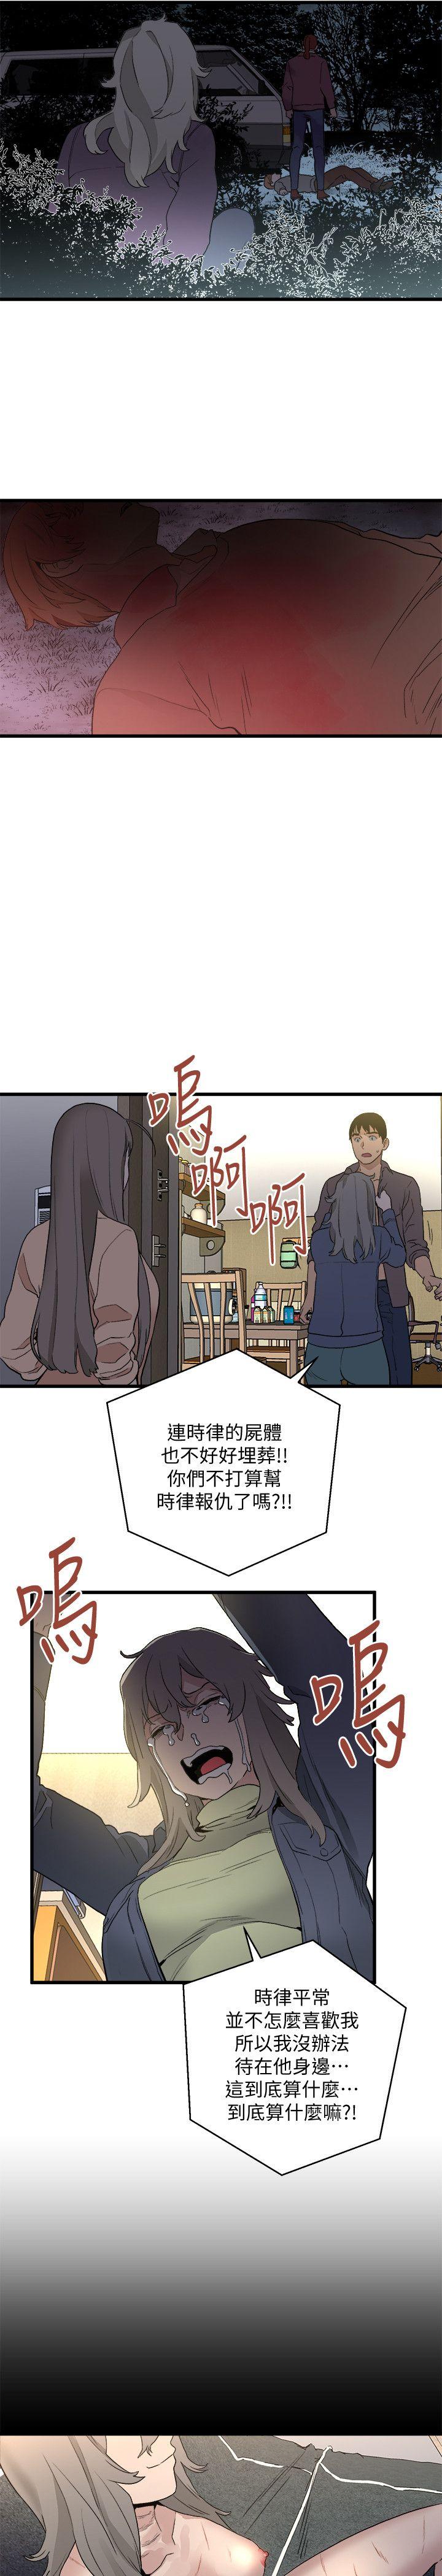 嗚
啊
啊
連時律的屍體
也不好好埋葬!!
你們不打算幫
時律報仇了嗎?!!
嗚
嗚
時律平常
並不怎麼喜歡我
所以我沒辦法
待在他身邊…
這到底算什麼…
到底算什麼嘛?!